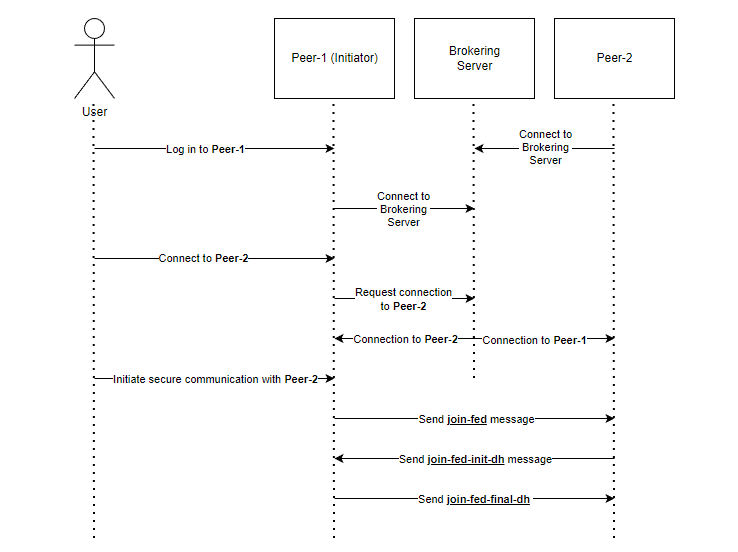 Peer-1 (Initiator)
Brokering
Server
Peer-2
User
Log in to Peer-1
Connect to
Brokering
Server
Connect to
Brokering
Server
Connect to Peer-2
Request connection
to Peer-2
Connection to Peer-2
Connection to Peer-1
Initiate secure communication with Peer-2
Send join-fed message
Send join-fed-init-dh message
Send join-fed-final-dh